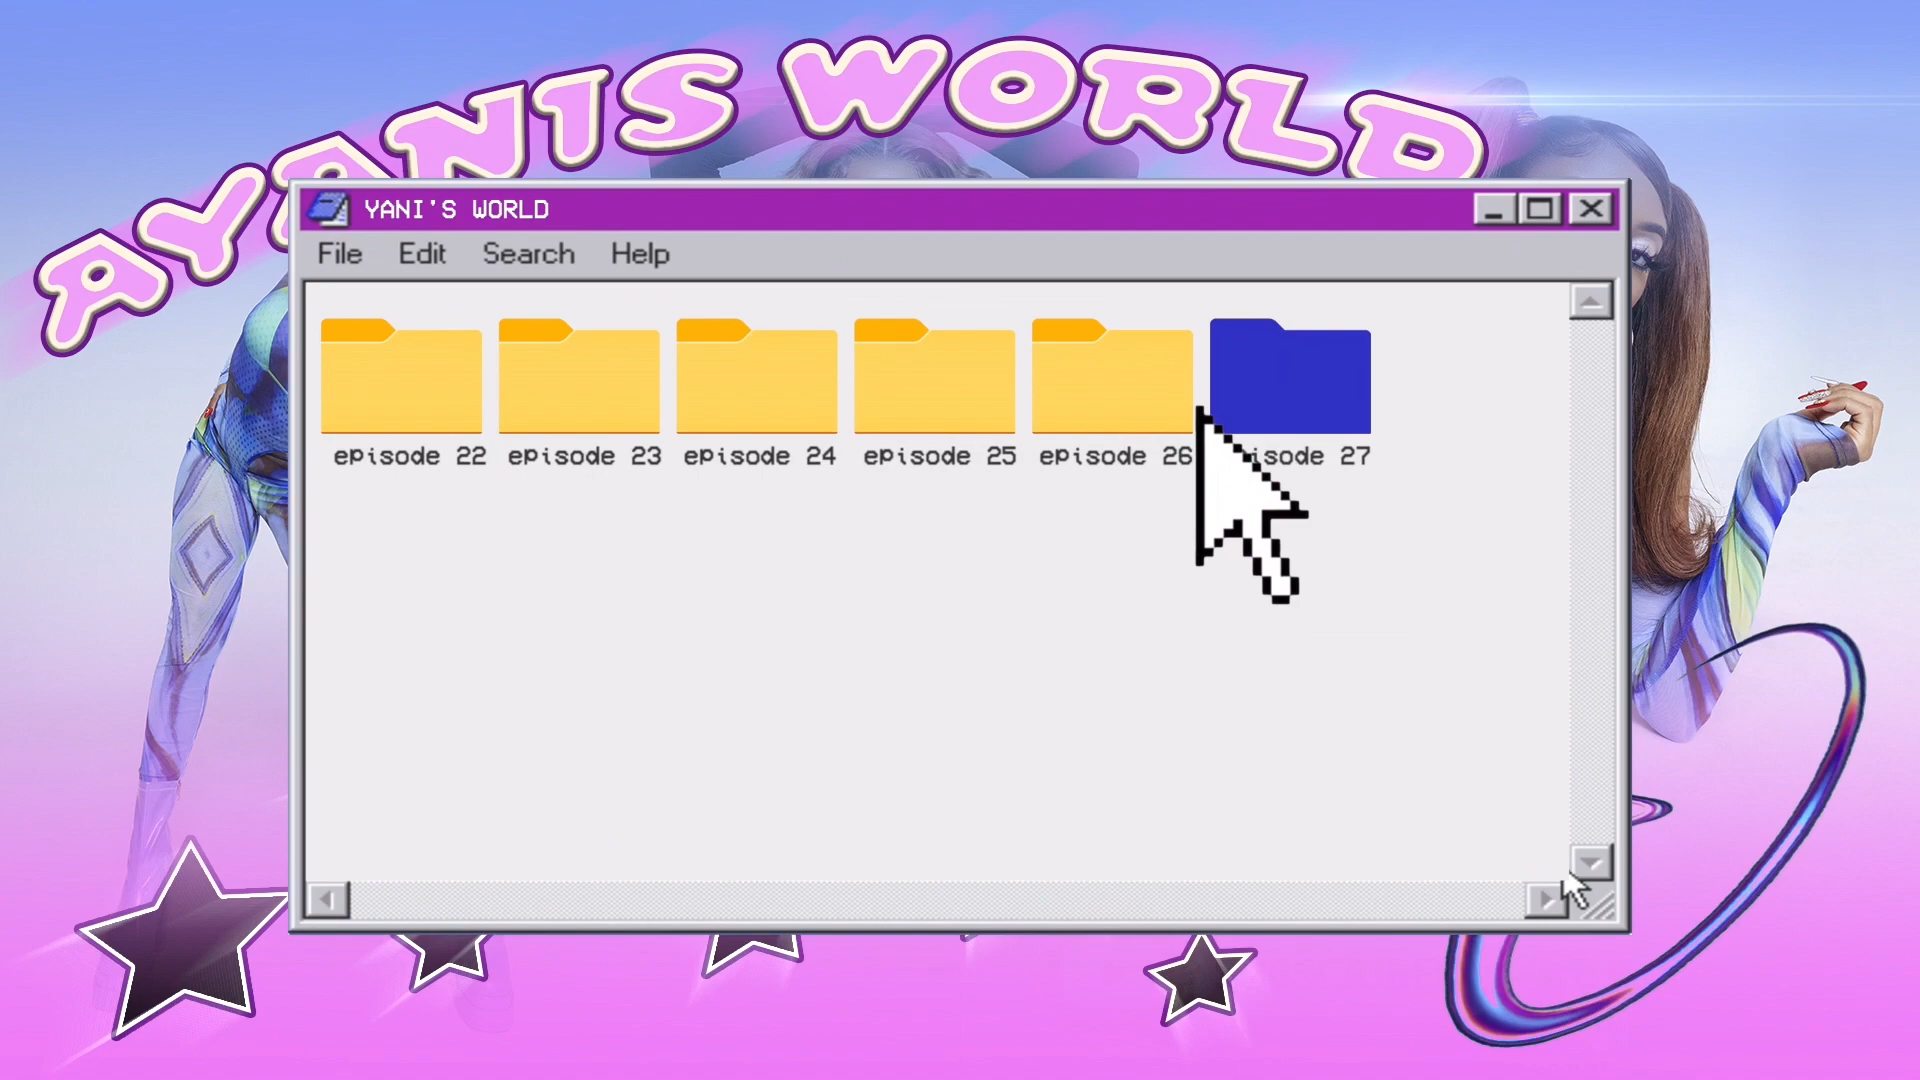 AYANIS WORLD
YANI'S WORLD
File Edit Search Help
episode 22 episode 23 episode 24 episode 25 episode 26 isode 27